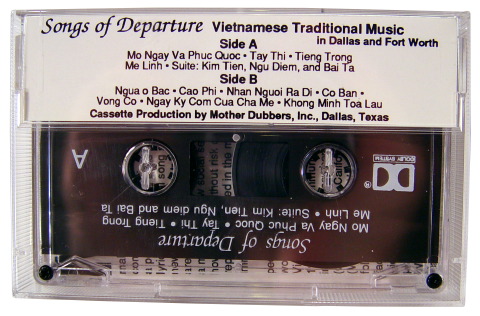 Songs of Departure Vietnamese Traditional Music
in Dallas and Fort Worth
Side A
Mo Ngay Va Phuc Quoc • Tay Thi • Tieng Trong
Me Linh • Suite: Kim Tien, Ngu Diem, and Bai Ta
Side B
Ngua o Bac • Cao Phi • Nhan Nguoi Ra Di • Co Ban •
Vong Co • Ngay Ky Com Cua Cha Me • Khong Minh Toa Lau
Cassette Production by Mother Dubbers, Inc., Dallas, Texas
A
DOLBY SYSTEM
Songs of Departure
Mo Ngay Va Phuc Quoc • Tay Thi • Tieng Trong
Me Linh • Suite: Kim Tien, Ngu diem and Bai Ta